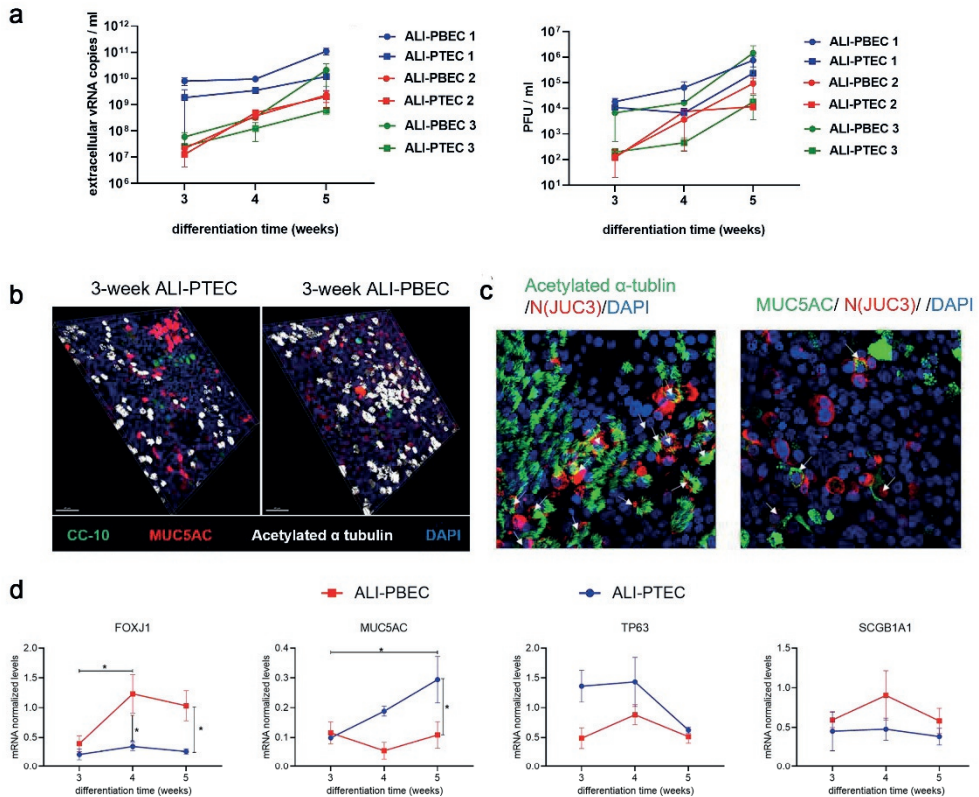 a
extracellular vRNA copies / ml
10¹²
10¹¹
10¹⁰
10⁹
10⁸
10⁷
10⁶
3 4 5
differentiation time (weeks)
ALI-PBEC 1
ALI-PTEC 1
ALI-PBEC 2
ALI-PTEC 2
ALI-PBEC 3
ALI-PTEC 3
PFU / ml
10⁷
10⁶
10⁵
10⁴
10³
10²
10¹
3 4 5
differentiation time (weeks)
ALI-PBEC 1
ALI-PTEC 1
ALI-PBEC 2
ALI-PTEC 2
ALI-PBEC 3
ALI-PTEC 3
b
3-week ALI-PTEC 3-week ALI-PBEC
CC-10 MUC5AC Acetylated α tubulin DAPI
c
Acetylated α-tublin
/N(JUC3)/DAPI
MUC5AC/ N(JUC3)/ /DAPI
d
ALI-PBEC ALI-PTEC
FOXJ1
mRNA normalized levels
2.0
1.5
1.0
0.5
0.0
3 4 5
differentiation time (weeks)
*
*
*
MUC5AC
mRNA normalized levels
0.4
0.3
0.2
0.1
0.0
3 4 5
differentiation time (weeks)
*
*
TP63
mRNA normalized levels
2.0
1.5
1.0
0.5
0.0
3 4 5
differentiation time (weeks)
SCGB1A1
mRNA normalized levels
2.0
1.5
1.0
0.5
0.0
3 4 5
differentiation time (weeks)